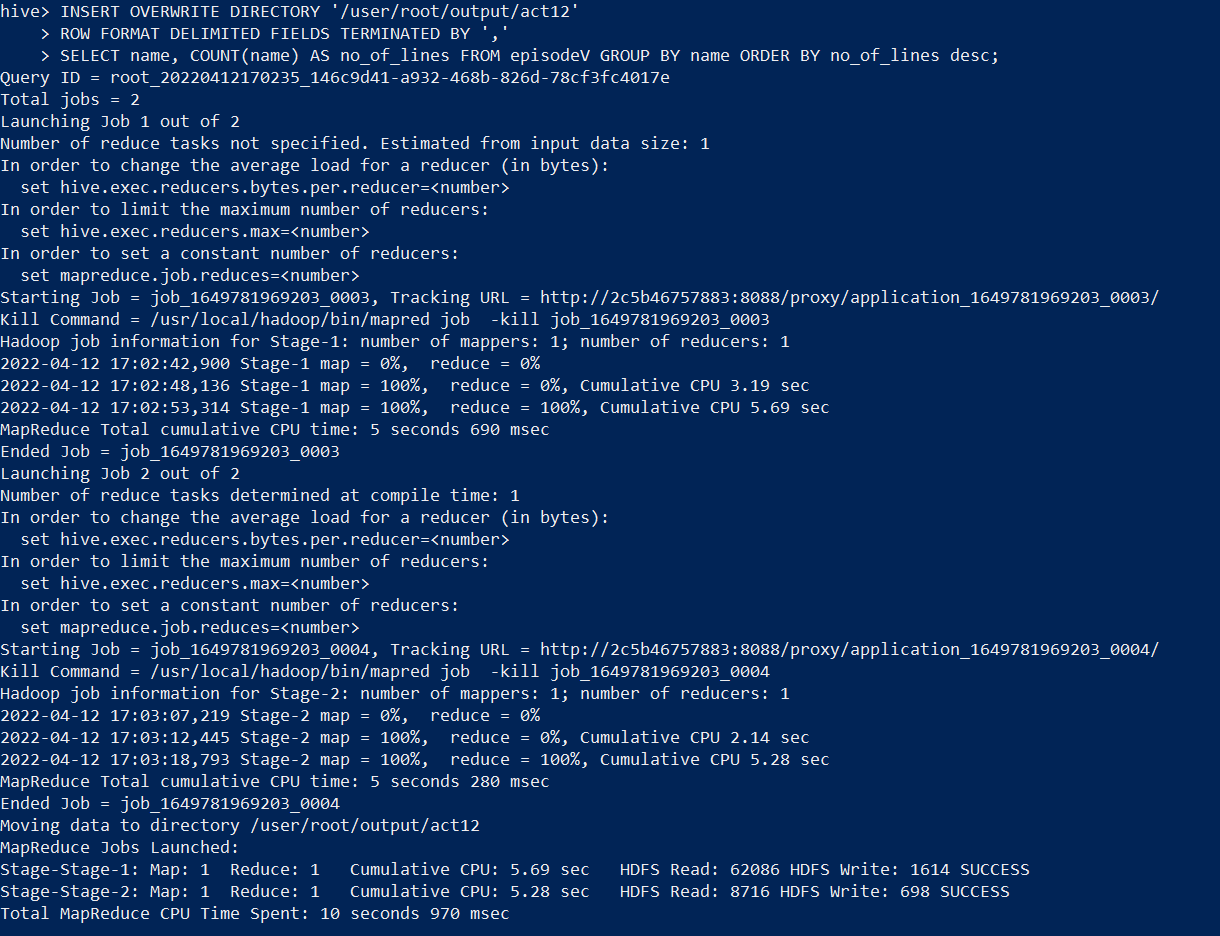 hive> INSERT OVERWRITE DIRECTORY '/user/root/output/act12'
    > ROW FORMAT DELIMITED FIELDS TERMINATED BY ','
    > SELECT name, COUNT(name) AS no_of_lines FROM episodeV GROUP BY name ORDER BY no_of_lines desc;
Query ID = root_20220412170235_146c9d41-a932-468b-826d-78cf3fc4017e
Total jobs = 2
Launching Job 1 out of 2
Number of reduce tasks not specified. Estimated from input data size: 1
In order to change the average load for a reducer (in bytes):
  set hive.exec.reducers.bytes.per.reducer=<number>
In order to limit the maximum number of reducers:
  set hive.exec.reducers.max=<number>
In order to set a constant number of reducers:
  set mapreduce.job.reduces=<number>
Starting Job = job_1649781969203_0003, Tracking URL = http://2c5b46757883:8088/proxy/application_1649781969203_0003/
Kill Command = /usr/local/hadoop/bin/mapred job  -kill job_1649781969203_0003
Hadoop job information for Stage-1: number of mappers: 1; number of reducers: 1
2022-04-12 17:02:42,900 Stage-1 map = 0%,  reduce = 0%
2022-04-12 17:02:48,136 Stage-1 map = 100%,  reduce = 0%, Cumulative CPU 3.19 sec
2022-04-12 17:02:53,314 Stage-1 map = 100%,  reduce = 100%, Cumulative CPU 5.69 sec
MapReduce Total cumulative CPU time: 5 seconds 690 msec
Ended Job = job_1649781969203_0003
Launching Job 2 out of 2
Number of reduce tasks determined at compile time: 1
In order to change the average load for a reducer (in bytes):
  set hive.exec.reducers.bytes.per.reducer=<number>
In order to limit the maximum number of reducers:
  set hive.exec.reducers.max=<number>
In order to set a constant number of reducers:
  set mapreduce.job.reduces=<number>
Starting Job = job_1649781969203_0004, Tracking URL = http://2c5b46757883:8088/proxy/application_1649781969203_0004/
Kill Command = /usr/local/hadoop/bin/mapred job  -kill job_1649781969203_0004
Hadoop job information for Stage-2: number of mappers: 1; number of reducers: 1
2022-04-12 17:03:07,219 Stage-2 map = 0%,  reduce = 0%
2022-04-12 17:03:12,445 Stage-2 map = 100%,  reduce = 0%, Cumulative CPU 2.14 sec
2022-04-12 17:03:18,793 Stage-2 map = 100%,  reduce = 100%, Cumulative CPU 5.28 sec
MapReduce Total cumulative CPU time: 5 seconds 280 msec
Ended Job = job_1649781969203_0004
Moving data to directory /user/root/output/act12
MapReduce Jobs Launched:
Stage-Stage-1: Map: 1  Reduce: 1   Cumulative CPU: 5.69 sec   HDFS Read: 62086 HDFS Write: 1614 SUCCESS
Stage-Stage-2: Map: 1  Reduce: 1   Cumulative CPU: 5.28 sec   HDFS Read: 8716 HDFS Write: 698 SUCCESS
Total MapReduce CPU Time Spent: 10 seconds 970 msec